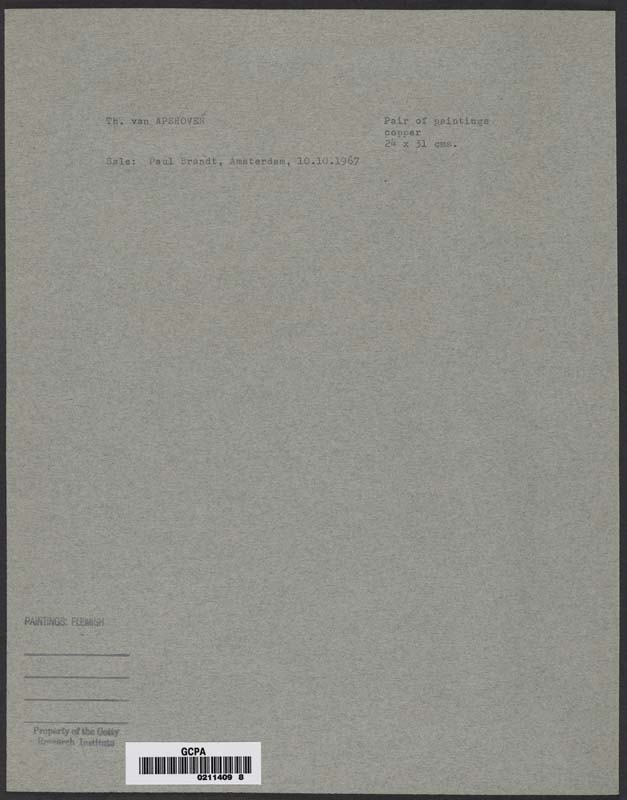 Th. van APSHOVEN
Pair of paintings
copper
24 x 31 cms.
Sale: Paul Brandt, Amsterdam, 10.10.1967
PAINTINGS: FLEMISH
Property of the Getty
Research Institute
GCPA
0211409 8